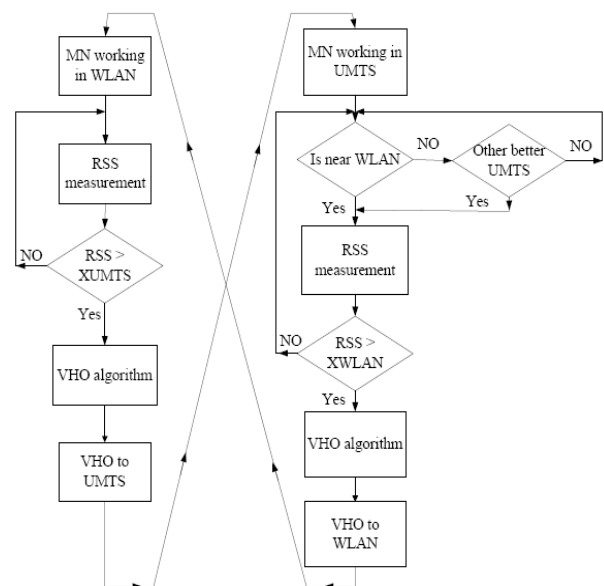 MN working
in WLAN
RSS
measurement
NO
RSS >
XUMTS
Yes
VHO algorithm
VHO to
UMTS
MN working in
UMTS
Is near WLAN
NO
Other better
UMTS
NO
Yes
Yes
RSS
measurement
NO
RSS >
XWLAN
Yes
VHO algorithm
VHO to
WLAN